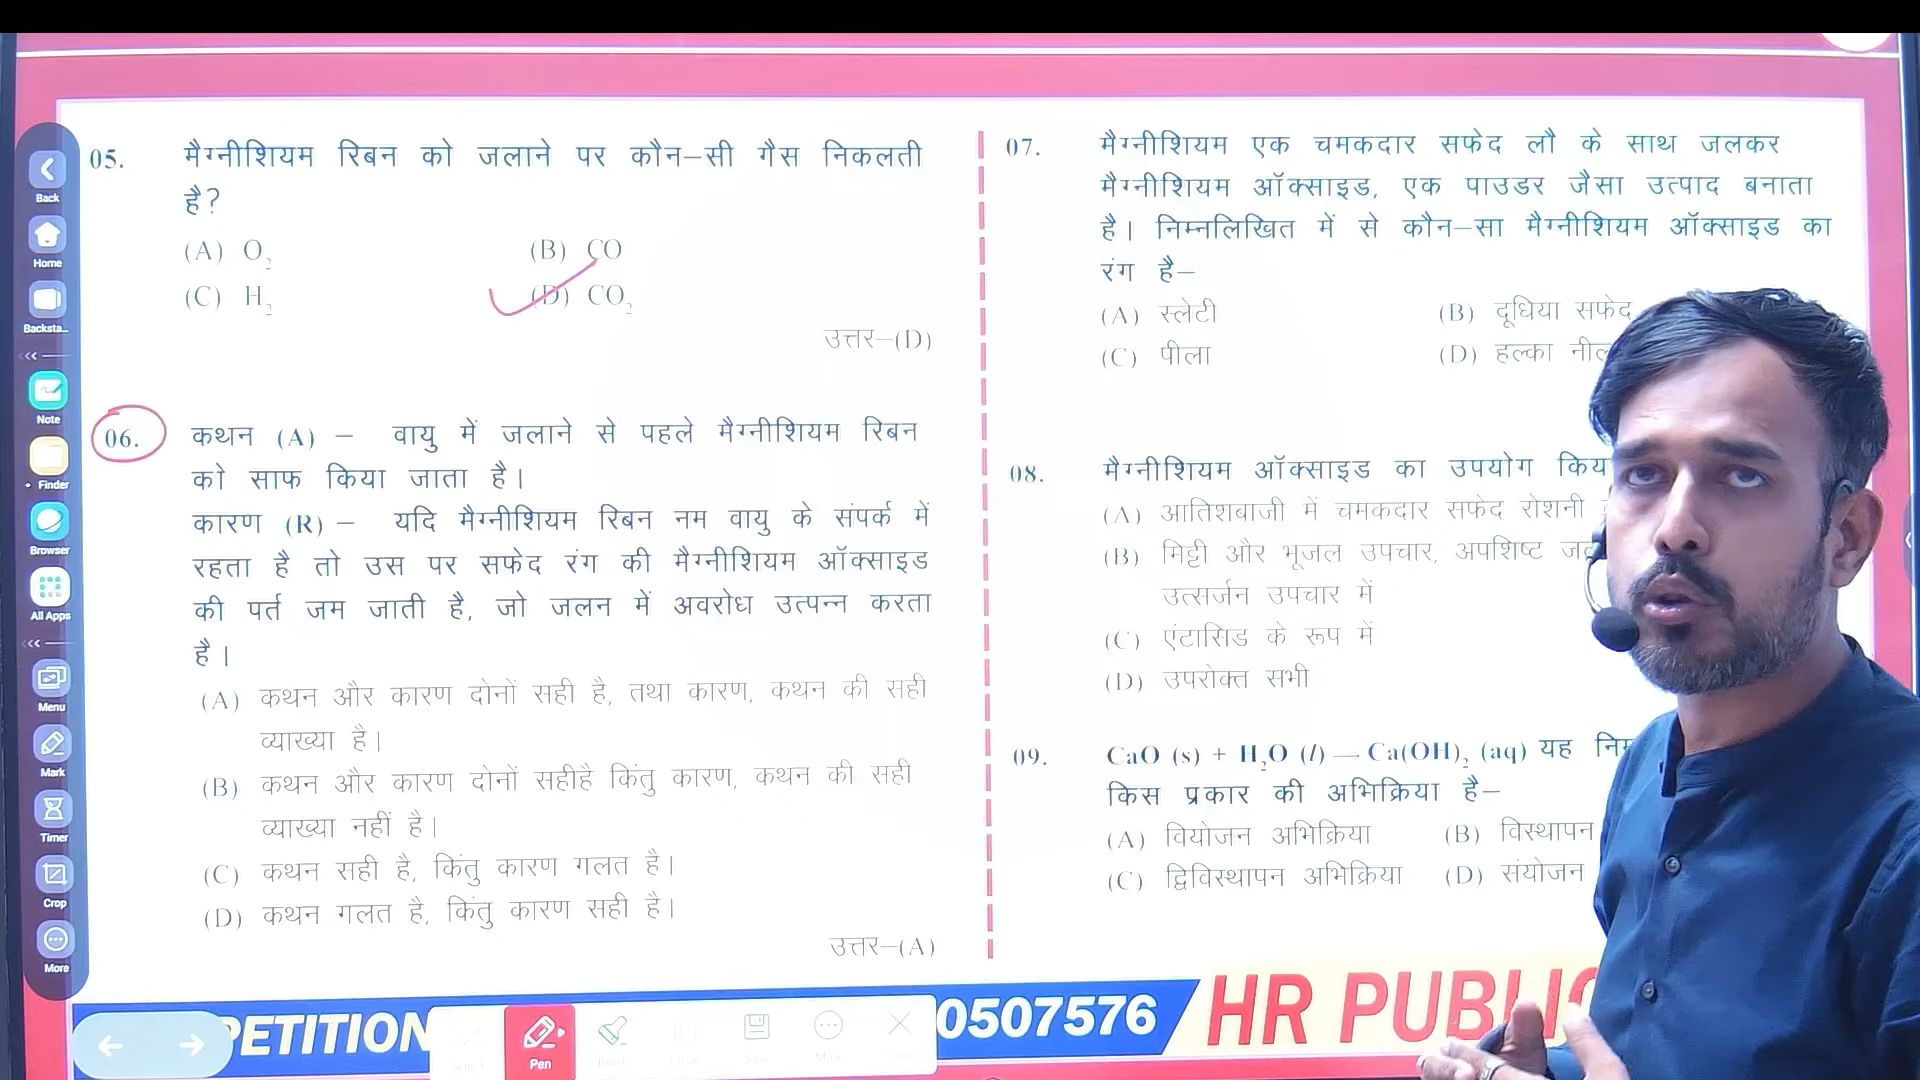 05. मैग्नीशियम रिबन को जलाने पर कौन–सी गैस निकलती
है?
(A) O₂ (B) CO
(C) H₂ (D) CO₂
उत्तर–(D)
06. कथन (A) – वायु में जलाने से पहले मैग्नीशियम रिबन
को साफ किया जाता है।
कारण (R) – यदि मैग्नीशियम रिबन नम वायु के संपर्क में
रहता है तो उस पर सफेद रंग की मैग्नीशियम ऑक्साइड
की पर्त जम जाती है, जो जलन में अवरोध उत्पन्न करता
है।
(A) कथन और कारण दोनों सही है, तथा कारण, कथन की सही
व्याख्या है।
(B) कथन और कारण दोनों सहीहै किंतु कारण, कथन की सही
व्याख्या नहीं है।
(C) कथन सही है, किंतु कारण गलत है।
(D) कथन गलत है, किंतु कारण सही है।
उत्तर–(A)
07. मैग्नीशियम एक चमकदार सफेद लौ के साथ जलकर
मैग्नीशियम ऑक्साइड, एक पाउडर जैसा उत्पाद बनाता
है। निम्नलिखित में से कौन–सा मैग्नीशियम ऑक्साइड का
रंग है–
(A) स्लेटी (B) दूधिया सफेद
(C) पीला (D) हल्का
08. मैग्नीशियम ऑक्साइड का उपयोग
(A) आतिशबाजी में चमकदार सफेद रोशनी
(B) मिट्टी और भूजल उपचार, अपशिष्ट
उत्सर्जन उपचार में
(C) एंटासिड के रूप में
(D) उपरोक्त सभी
09. CaO (s) + H₂O (l) → Ca(OH)₂ (aq) यह
किस प्रकार की अभिक्रिया है–
(A) वियोजन अभिक्रिया (B) विस्थापन
(C) द्विविस्थापन अभिक्रिया (D) संयोजन
Back
Home
Backsta...
Note
Finder
Browser
All Apps
Menu
Mark
Timer
Crop
More
PETITION
Pen
0507576
HR PUBLIC